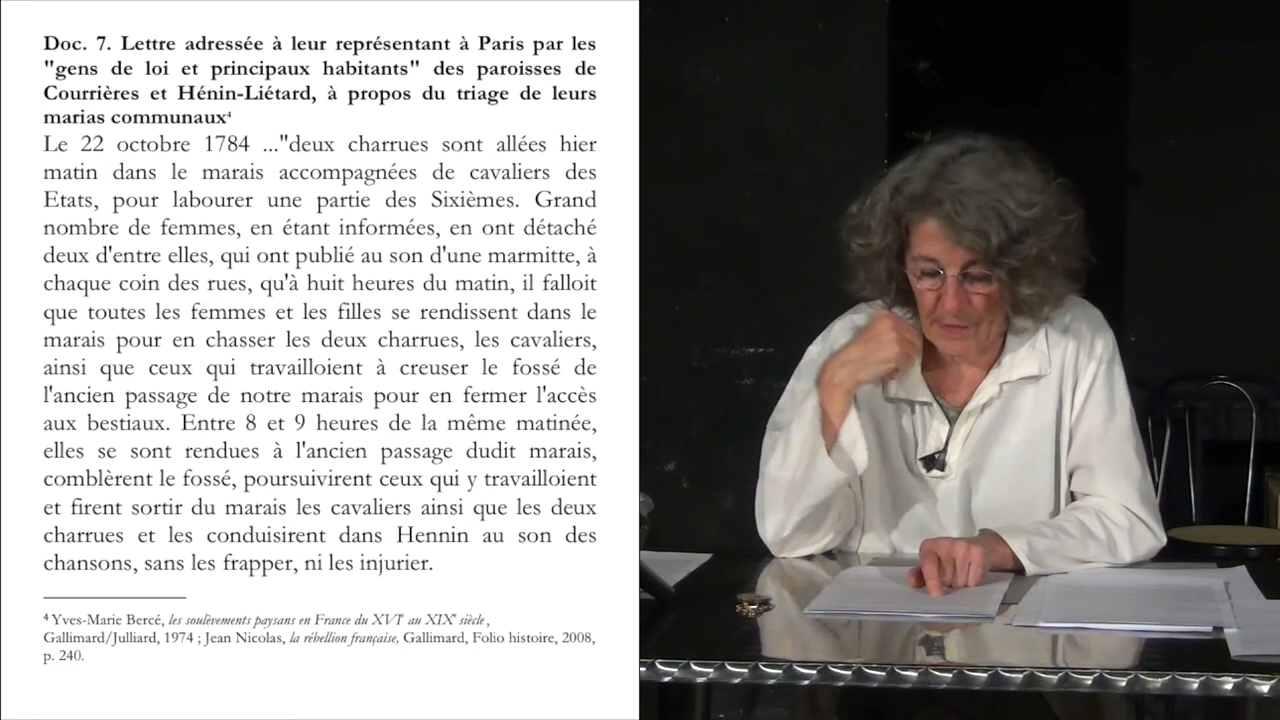 Doc. 7. Lettre adressée à leur représentant à Paris par les
"gens de loi et principaux habitants" des paroisses de
Courrières et Hénin-Liétard, à propos du triage de leurs
marias communaux⁴
Le 22 octobre 1784 ..."deux charrues sont allées hier
matin dans le marais accompagnées de cavaliers des
Etats, pour labourer une partie des Sixièmes. Grand
nombre de femmes, en étant informées, en ont détaché
deux d'entre elles, qui ont publié au son d'une marmitte, à
chaque coin des rues, qu'à huit heures du matin, il falloit
que toutes les femmes et les filles se rendissent dans le
marais pour en chasser les deux charrues, les cavaliers,
ainsi que ceux qui travailloient à creuser le fossé de
l'ancien passage de notre marais pour en fermer l'accès
aux bestiaux. Entre 8 et 9 heures de la même matinée,
elles se sont rendues à l'ancien passage dudit marais,
comblèrent le fossé, poursuivirent ceux qui y travailloient
et firent sortir du marais les cavaliers ainsi que les deux
charrues et les conduisirent dans Hennin au son des
chansons, sans les frapper, ni les injurier.
⁴ Yves-Marie Bercé, les soulèvements paysans en France du XVIᵉ au XIXᵉ siècle,
Gallimard/Julliard, 1974 ; Jean Nicolas, la rébellion française, Gallimard, Folio histoire, 2008,
p. 240.